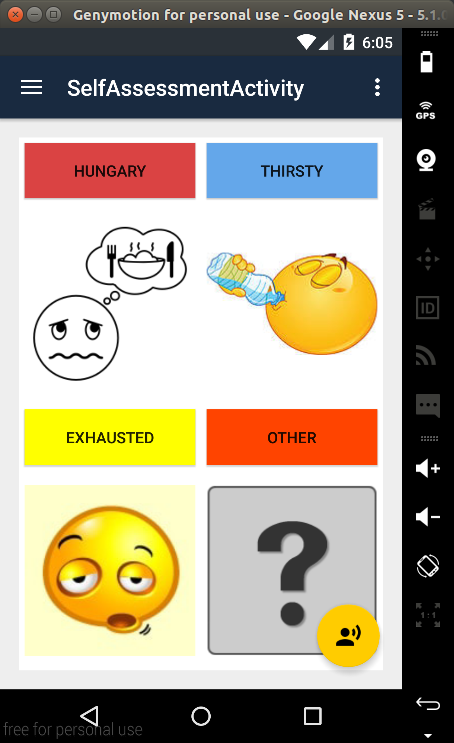 Genymotion for personal use - Google Nexus 5 - 5.1.0
6:05
SelfAssessmentActivity
GPS
HUNGARY
THIRSTY
ID
EXHAUSTED
OTHER
1:1
?
free for personal use